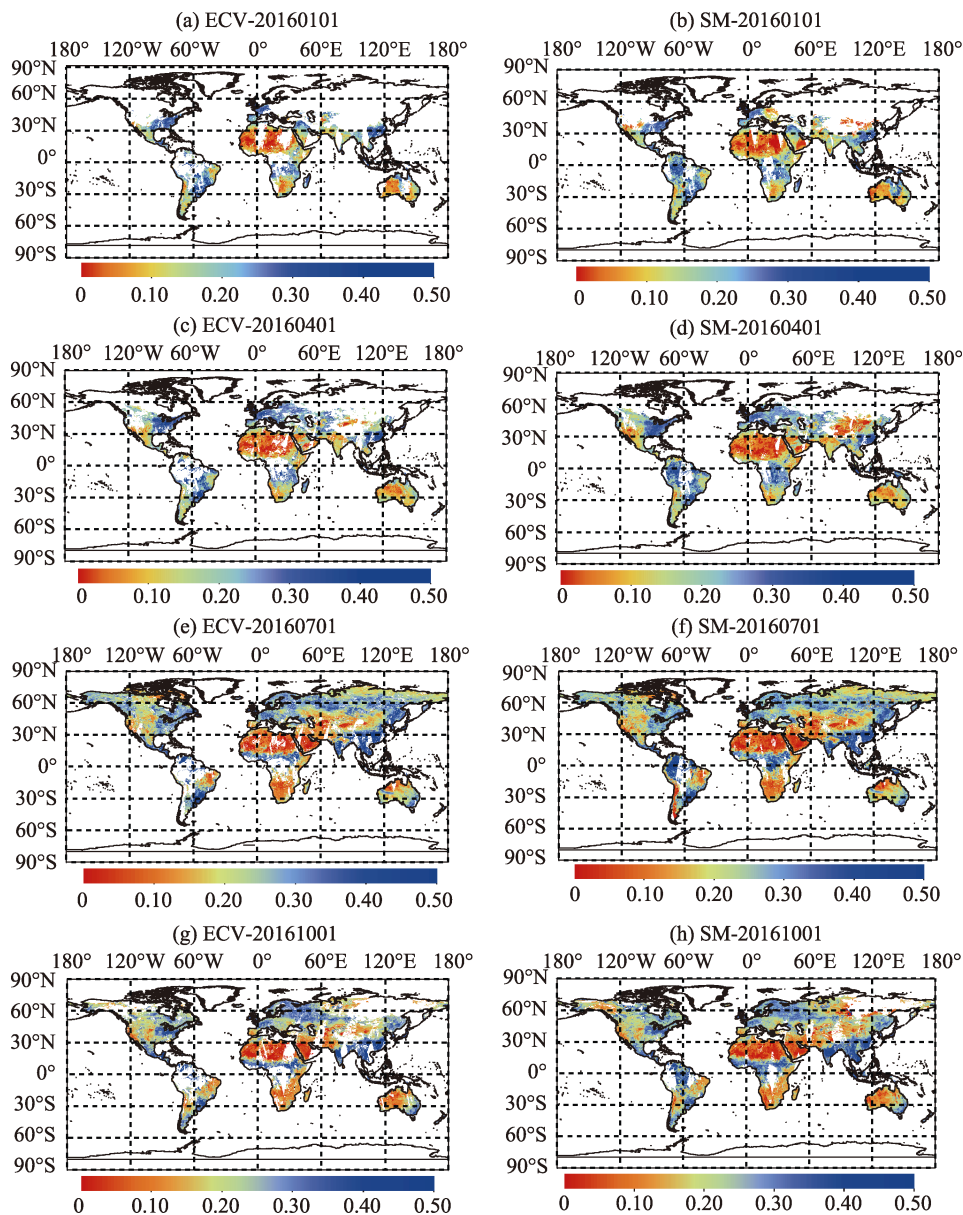 (a) ECV-20160101
180° 120°W 60°W 0° 60°E 120°E 180°
90°N
60°N
30°N
0°
30°S
60°S
90°S
0 0.10 0.20 0.30 0.40 0.50
(b) SM-20160101
180° 120°W 60°W 0° 60°E 120°E 180°
90°N
60°N
30°N
0°
30°S
60°S
90°S
0 0.10 0.20 0.30 0.40 0.50
(c) ECV-20160401
180° 120°W 60°W 0° 60°E 120°E 180°
90°N
60°N
30°N
0°
30°S
60°S
90°S
0 0.10 0.20 0.30 0.40 0.50
(d) SM-20160401
180° 120°W 60°W 0° 60°E 120°E 180°
90°N
60°N
30°N
0°
30°S
60°S
90°S
0 0.10 0.20 0.30 0.40 0.50
(e) ECV-20160701
180° 120°W 60°W 0° 60°E 120°E 180°
90°N
60°N
30°N
0°
30°S
60°S
90°S
0 0.10 0.20 0.30 0.40 0.50
(f) SM-20160701
180° 120°W 60°W 0° 60°E 120°E 180°
90°N
60°N
30°N
0°
30°S
60°S
90°S
0 0.10 0.20 0.30 0.40 0.50
(g) ECV-20161001
180° 120°W 60°W 0° 60°E 120°E 180°
90°N
60°N
30°N
0°
30°S
60°S
90°S
0 0.10 0.20 0.30 0.40 0.50
(h) SM-20161001
180° 120°W 60°W 0° 60°E 120°E 180°
90°N
60°N
30°N
0°
30°S
60°S
90°S
0 0.10 0.20 0.30 0.40 0.50